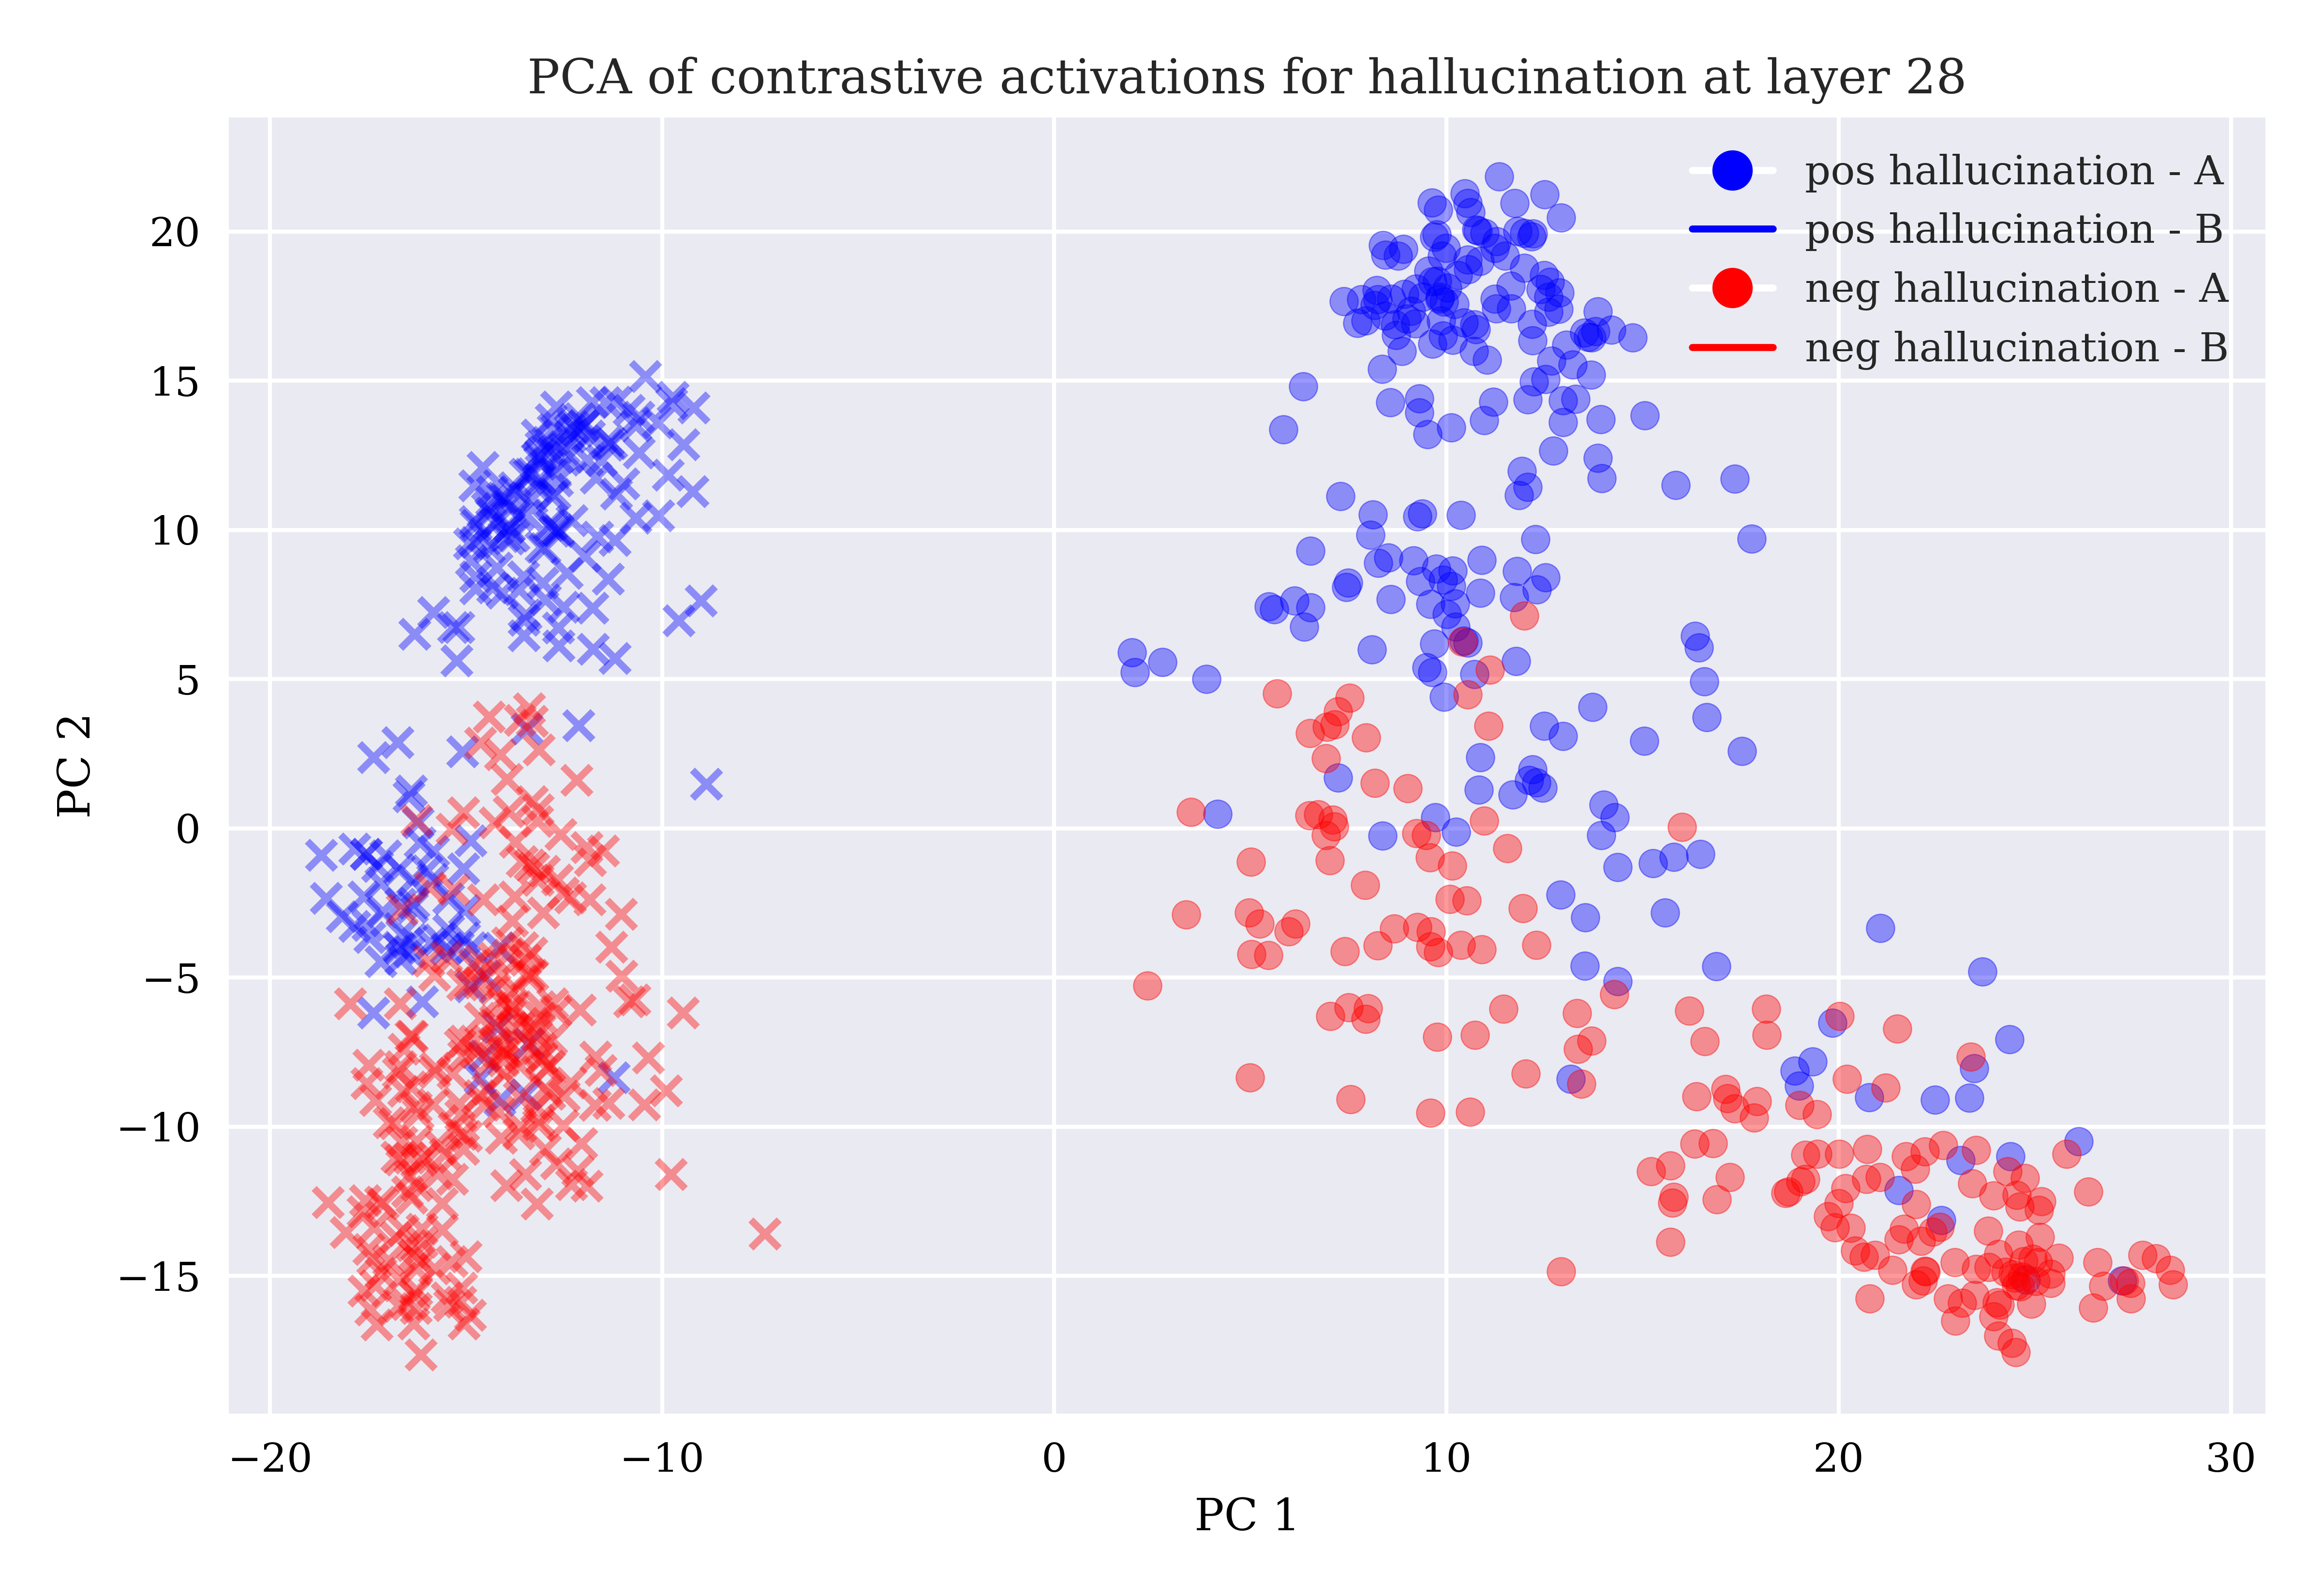 PCA of contrastive activations for hallucination at layer 28
pos hallucination - A
pos hallucination - B
neg hallucination - A
neg hallucination - B
20
15
10
5
0
−5
−10
−15
PC 2
−20
−10
0
10
20
30
PC 1